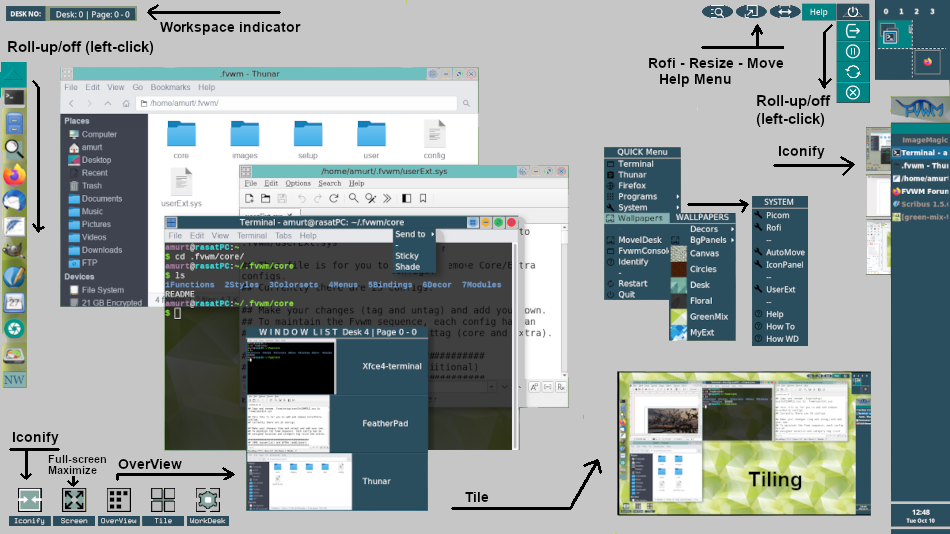 DESK NO: Desk: 0 | Page: 0 - 0
Workspace indicator
Roll-up/off (left-click)
Help
0 1 2 3
Rofi - Resize - Move
Help Menu
Roll-up/off
(left-click)
Iconify
.fvwm - Thunar
File Edit View Go Bookmarks Help
/home/amurt/.fvwm/
Places
Computer
amurt
Desktop
Recent
Trash
Documents
Music
Pictures
Videos
Downloads
FTP
Devices
File System
21 GB Encrypted
core images setup user config
userExt.sys
/home/amurt/.fvwm/userExt.sys
File Edit Options Search Help
Terminal - amurt@rasatPC: ~/.fvwm/core
File Edit View Terminal Tabs Help
Send to
-
Sticky
Shade
amurt@rasatPC:~
$ cd .fvwm/core/
amurt@rasatPC:~/.fvwm/core
$ ls
1Functions 2Styles 3Colorsets 4Menus 5Bindings 6Decor 7Modules
README
amurt@rasatPC:~/.fvwm/core
$
configs.
## Make your changes (tag and untag) and add your own.
## To maintain the Fvwm sequence, each config has an
WINDOW LIST Desk 4 | Page 0 - 0
Xfce4-terminal
FeatherPad
Thunar
QUICK Menu
Terminal
Thunar
Firefox
Programs
System
Wallpapers
MoveIDesk
FvwmConsole
Identify
-
Restart
Quit
WALLPAPERS
Decors
BgPanels
Canvas
Circles
Desk
Floral
GreenMix
MyExt
SYSTEM
Picom
Rofi
--
AutoMove
IconPanel
--
UserExt
--
Help
How To
How WD
FVWM
ImageMagic
Terminal - a
.fvwm - Thu
/home/amur
FVWM Forum
Scribus 1.5.
[green-mix-
NW
Iconify
Full-screen
Maximize
OverView
Iconify Screen OverView Tile WorkDesk
Tile
Tiling
12:48
Tue Oct 10